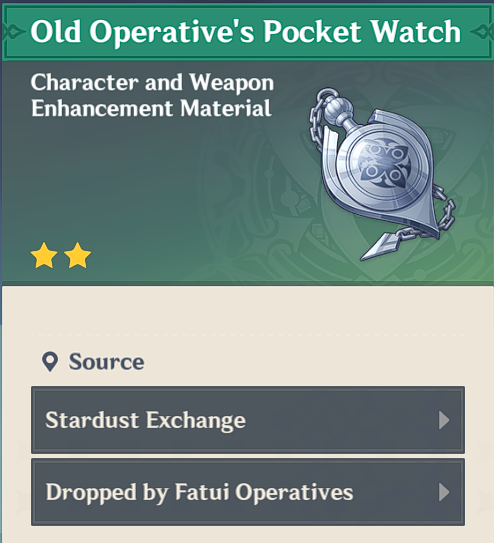 Old Operative's Pocket Watch
Character and Weapon
Enhancement Material
Source
Stardust Exchange
Dropped by Fatui Operatives